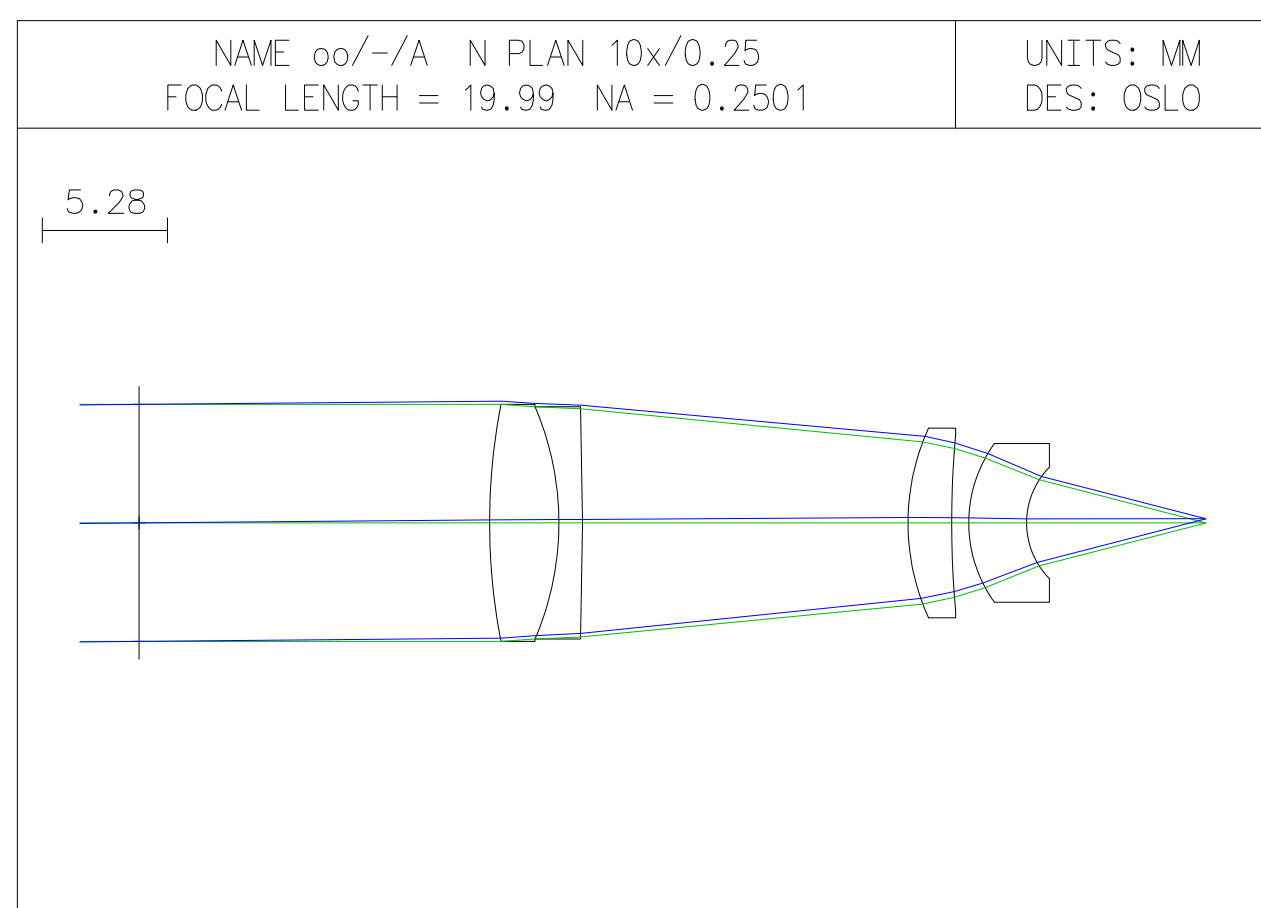 NAME oo/-/A N PLAN 10x/0.25
FOCAL LENGTH = 19.99 NA = 0.2501
UNITS: MM
DES: OSLO
5.28